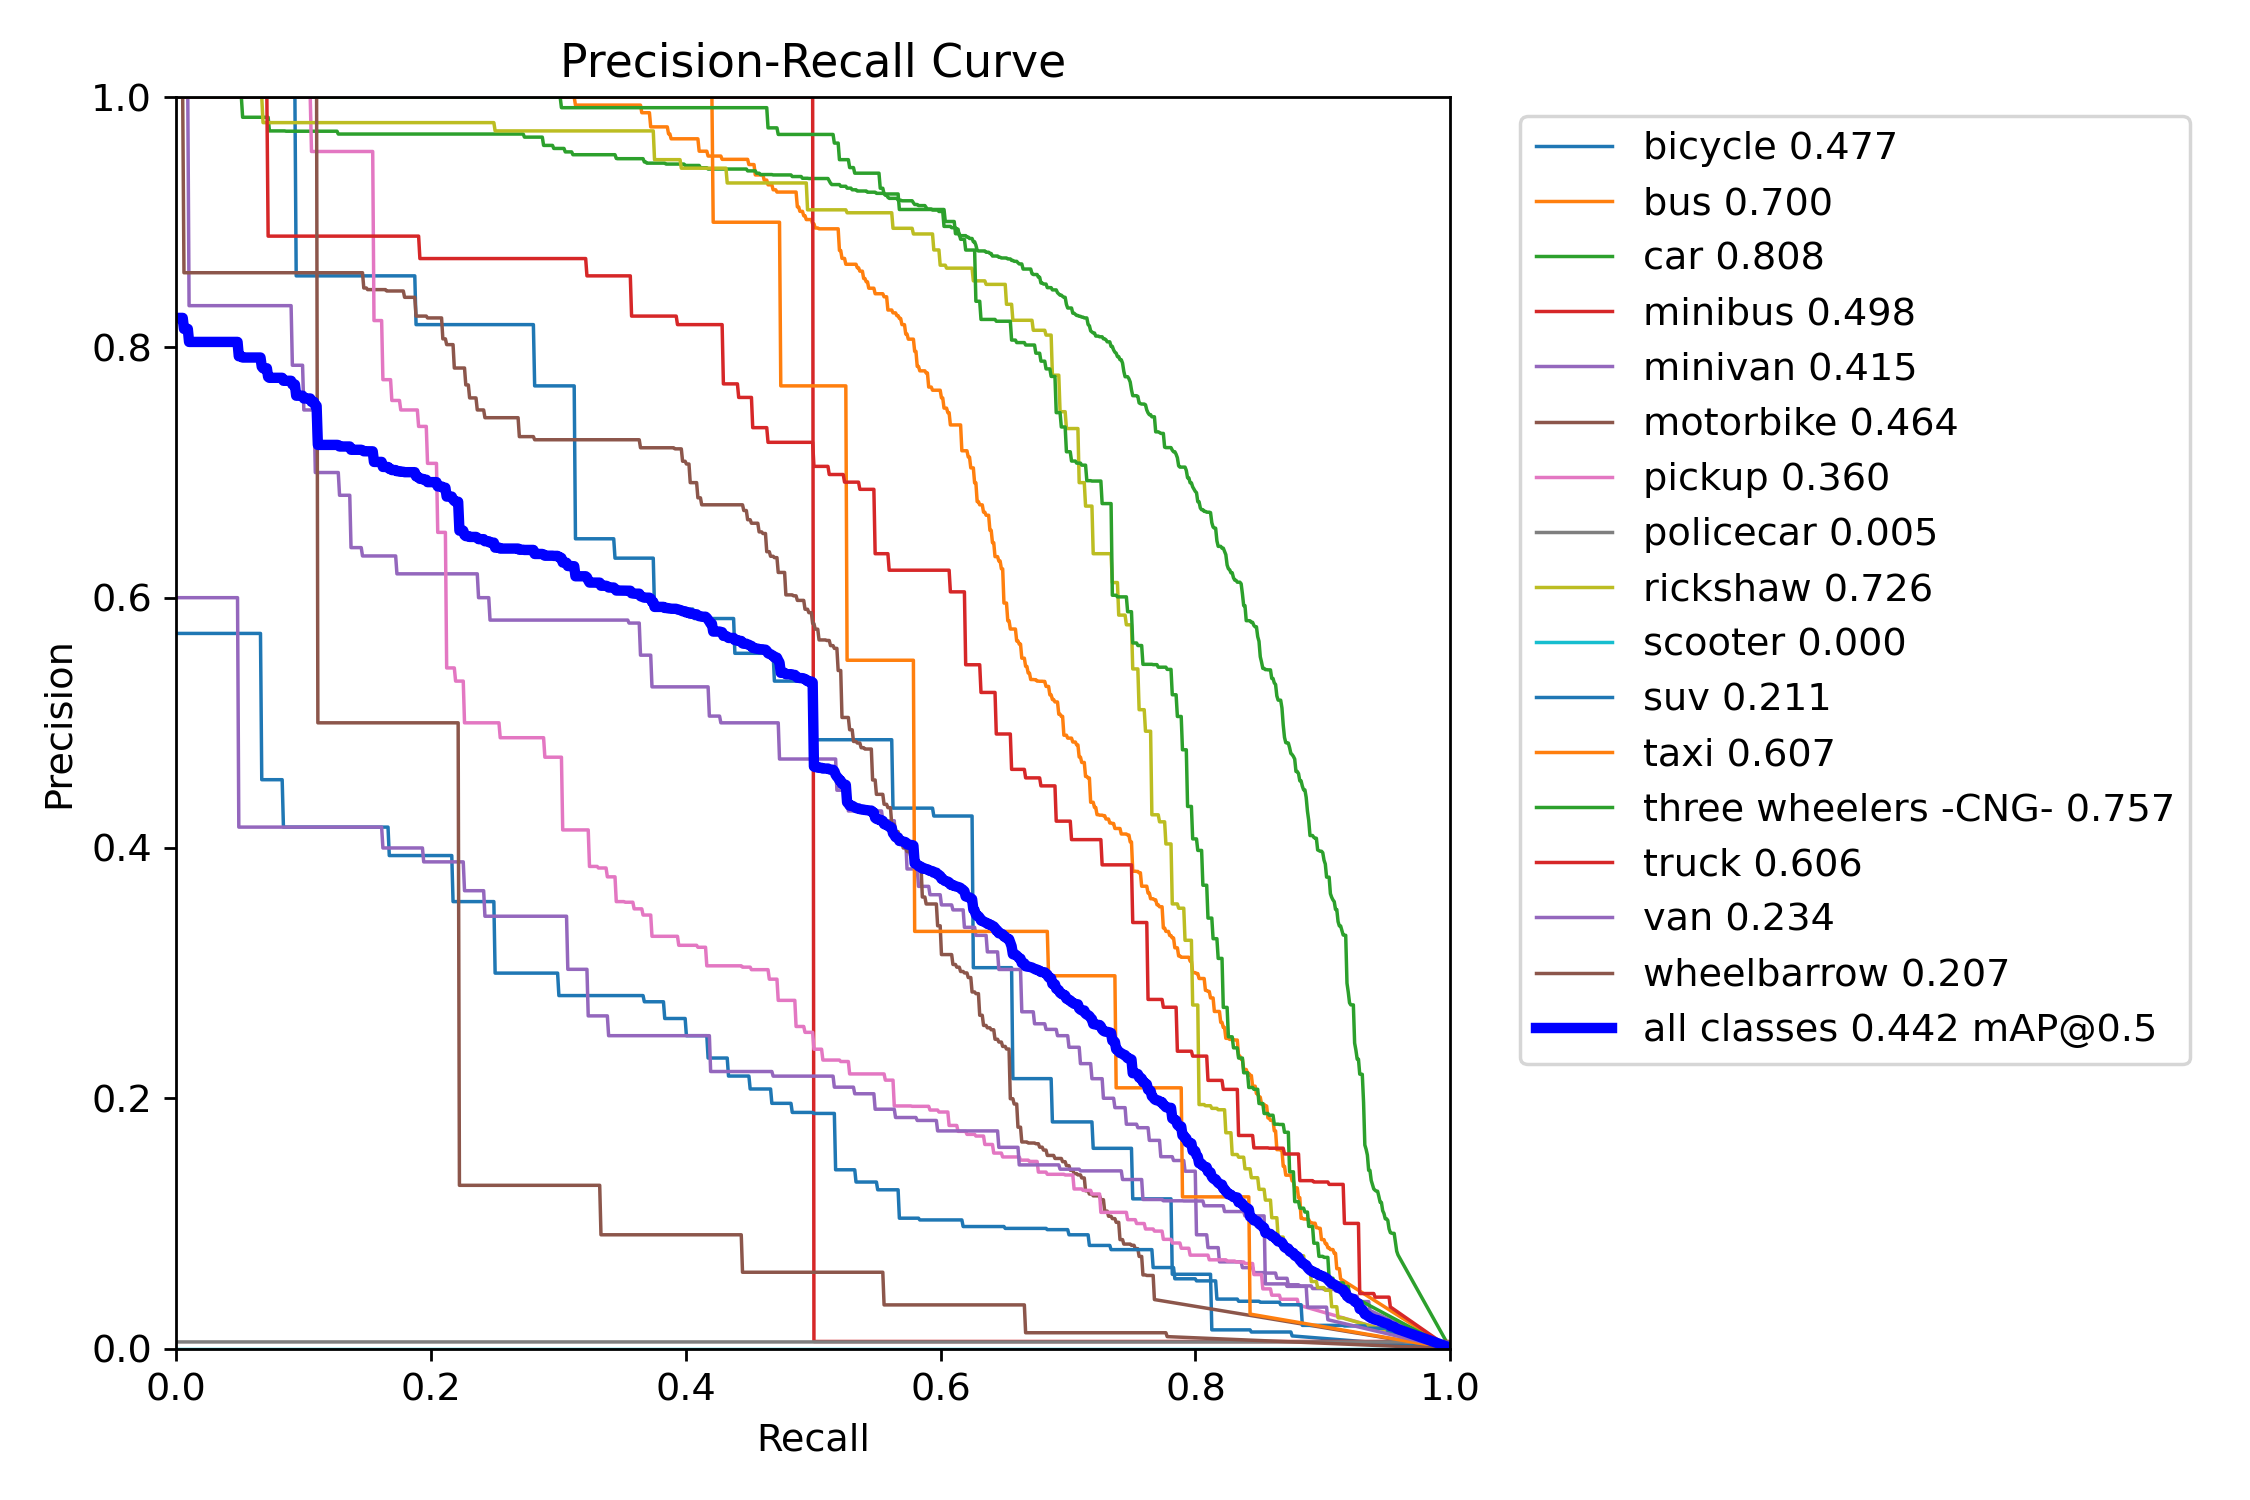 Precision-Recall Curve
1.0
0.8
0.6
0.4
0.2
0.0
Precision
0.0 0.2 0.4 0.6 0.8 1.0
Recall
bicycle 0.477
bus 0.700
car 0.808
minibus 0.498
minivan 0.415
motorbike 0.464
pickup 0.360
policecar 0.005
rickshaw 0.726
scooter 0.000
suv 0.211
taxi 0.607
three wheelers -CNG- 0.757
truck 0.606
van 0.234
wheelbarrow 0.207
all classes 0.442 mAP@0.5